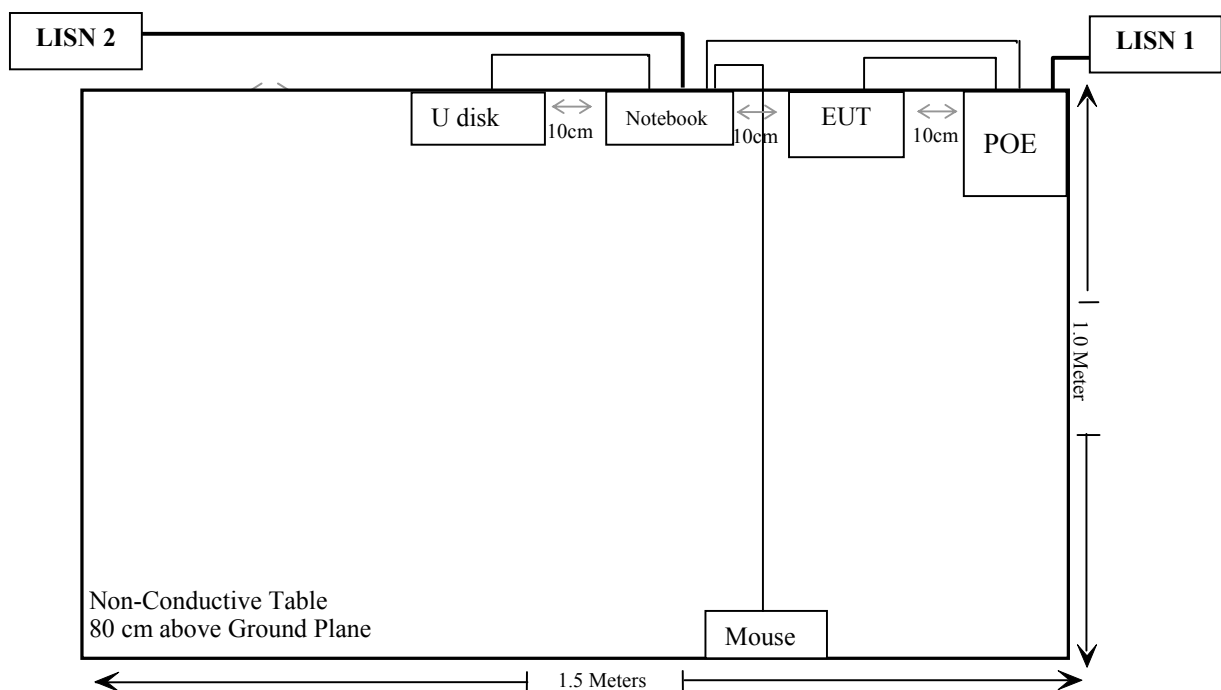 LISN 2
LISN 1
U disk
10cm
Notebook
10cm
EUT
10cm
POE
1.0 Meter
Non-Conductive Table
80 cm above Ground Plane
Mouse
1.5 Meters